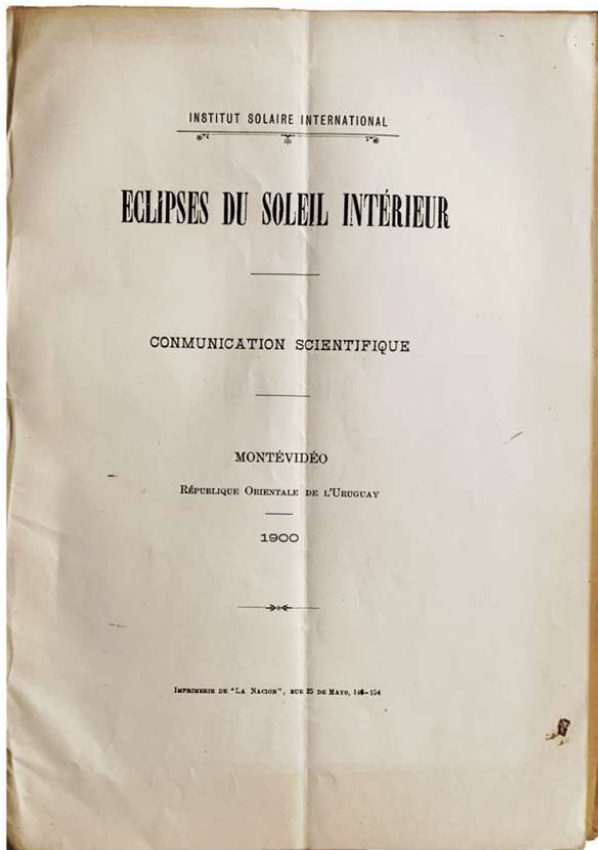 INSTITUT SOLAIRE INTERNATIONAL
ECLIPSES DU SOLEIL INTÉRIEUR
CONMUNICATION SCIENTIFIQUE
MONTÉVIDÉO
RÉPUBLIQUE ORIENTALE DE L'URUGUAY
1900
IMPRIMERIE DE "LA NACION", RUE 25 DE MAYO,